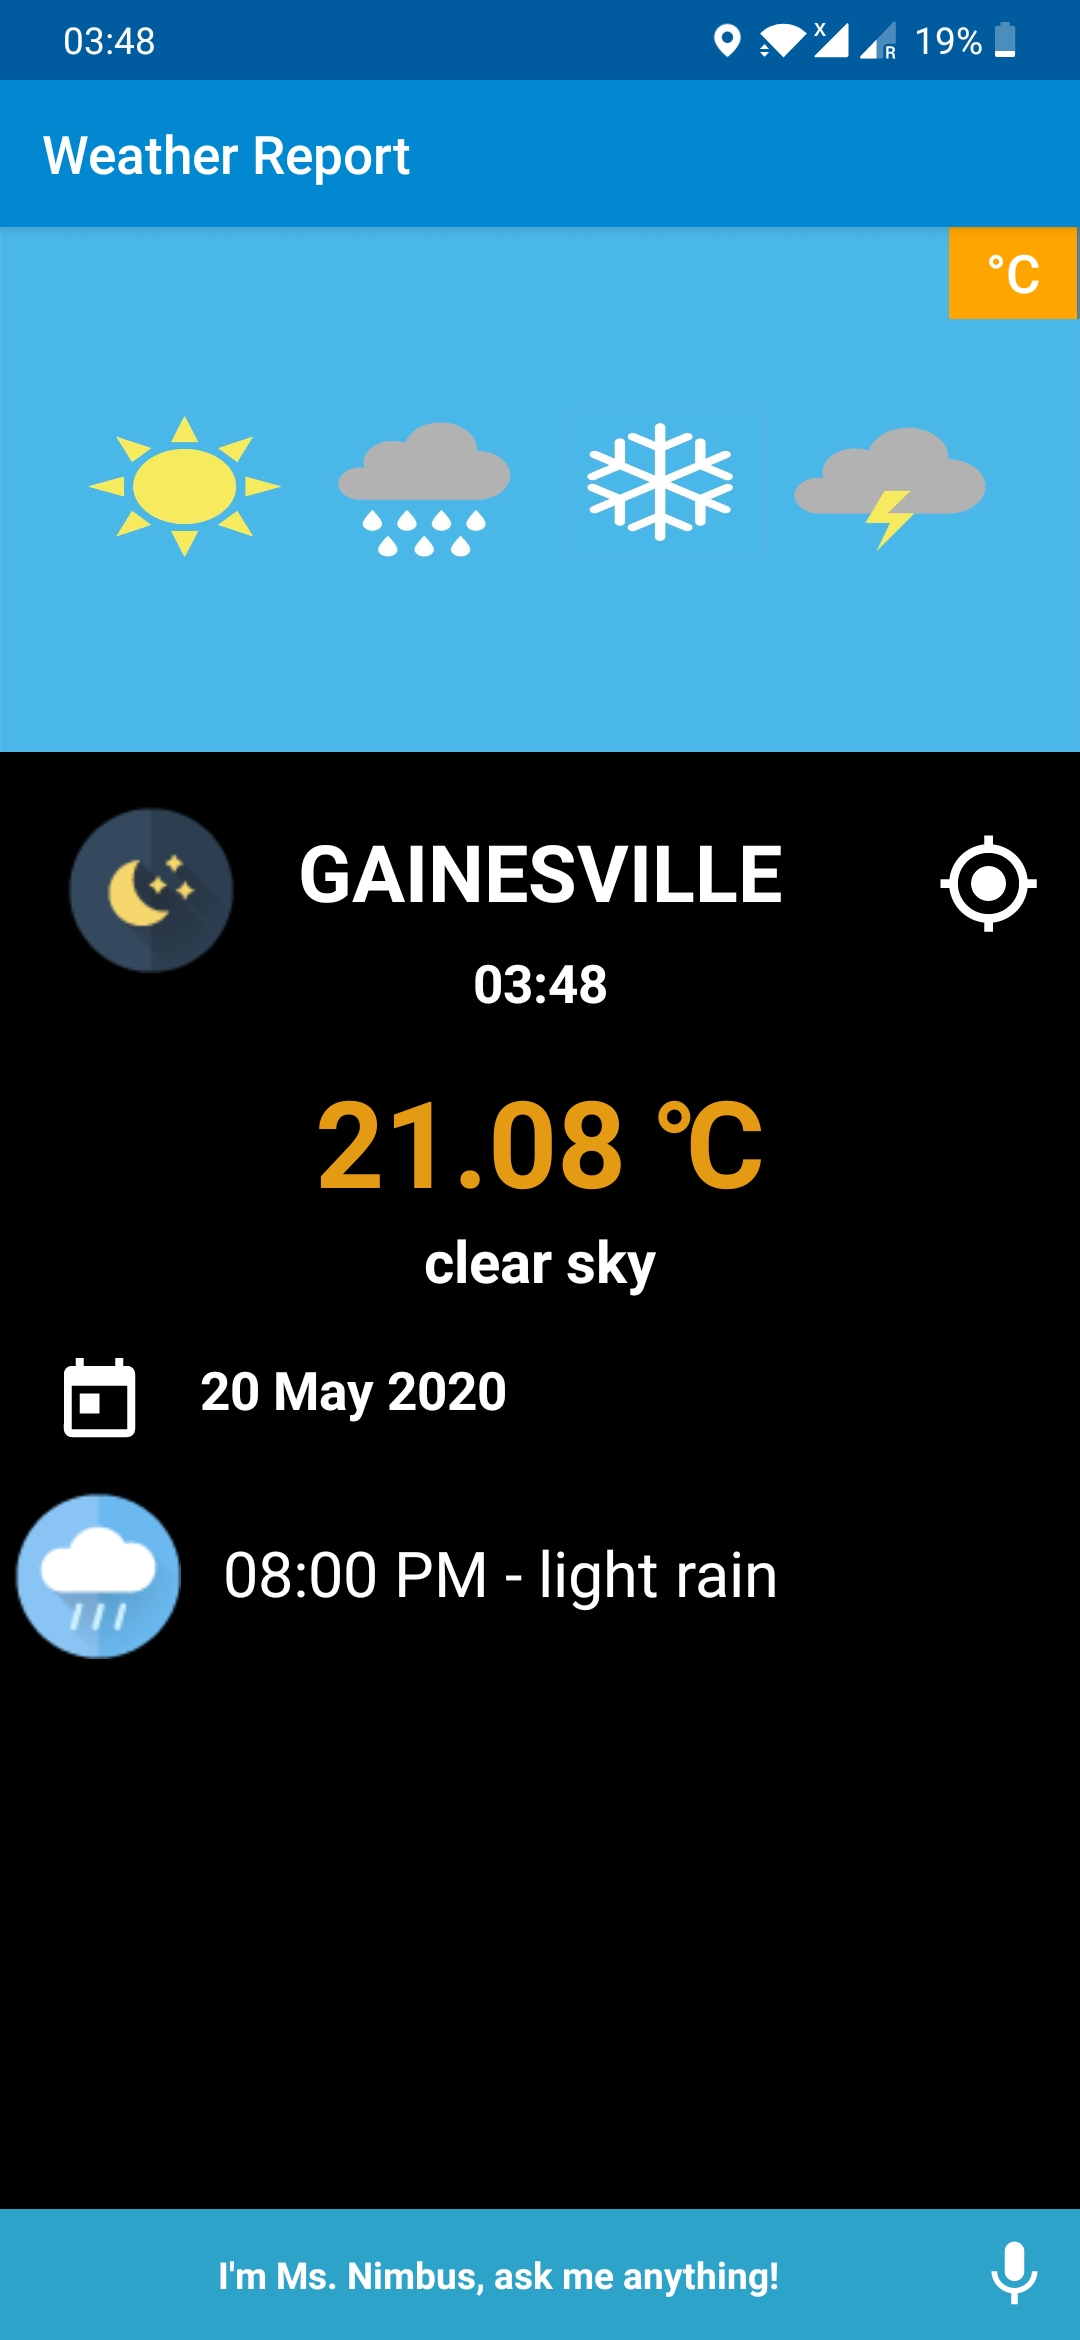 03:48
X
R
19%
Weather Report
°C
GAINESVILLE
03:48
21.08 °C
clear sky
20 May 2020
08:00 PM - light rain
I'm Ms. Nimbus, ask me anything!